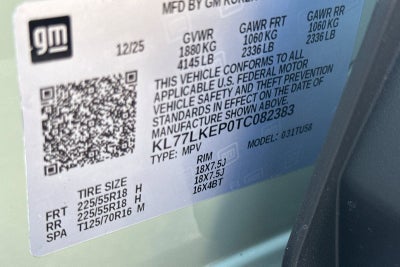 gm
MFD BY GM KOREA
12/25
GVWR
1880 KG
4145 LB
GAWR FRT
1060 KG
2336 LB
GAWR RR
1060 KG
2336 LB
THIS VEHICLE CONFORMS TO ALL
APPLICABLE U.S. FEDERAL MOTOR
VEHICLE SAFETY AND THEFT PREVENTION
STANDARDS IN EFFECT ON THE DATE OF
MANUFACTURE SHOWN ABOVE.
KL77LKEP0TC082383
TYPE: MPV
MODEL: 031TU58
TIRE SIZE
RIM
FRT 225/55R18 H 18X7.5J
RR 225/55R18 H 18X7.5J
SPA T125/70R16 M 16X4BT